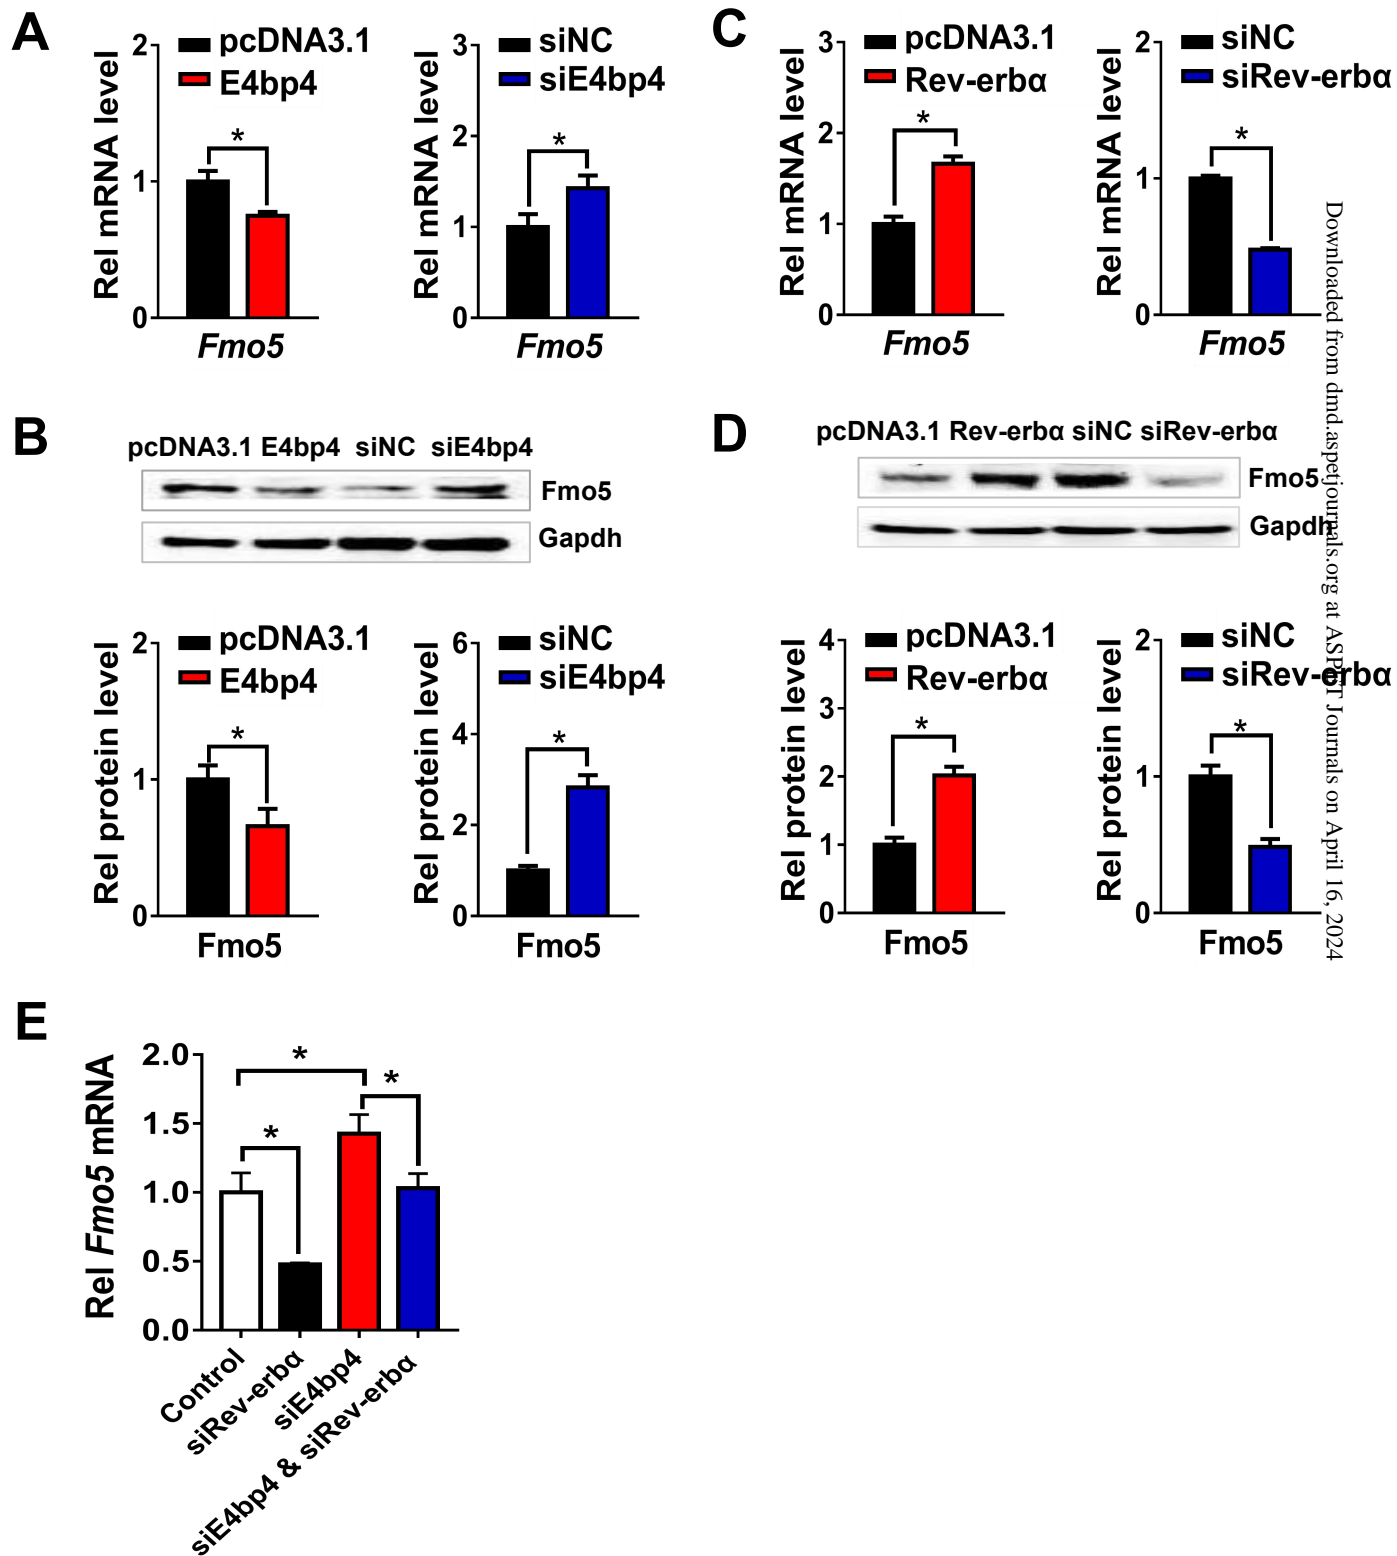 A
Rel mRNA level
2
1
0
pcDNA3.1
E4bp4
*
Fmo5
Rel mRNA level
3
2
1
0
siNC
siE4bp4
*
Fmo5
C
Rel mRNA level
3
2
1
0
pcDNA3.1
Rev-erbα
*
Fmo5
Rel mRNA level
2
1
0
siNC
siRev-erbα
*
Fmo5
B
pcDNA3.1 E4bp4 siNC siE4bp4
Fmo5
Gapdh
Rel protein level
2
1
0
pcDNA3.1
E4bp4
*
Fmo5
Rel protein level
6
4
2
0
siNC
siE4bp4
*
Fmo5
D
pcDNA3.1 Rev-erbα siNC siRev-erbα
Fmo5
Gapdh
Rel protein level
4
3
2
1
0
pcDNA3.1
Rev-erbα
*
Fmo5
Rel protein level
2
1
0
siNC
siRev-erbα
*
Fmo5
E
Rel Fmo5 mRNA
2.0
1.5
1.0
0.5
0.0
*
*
*
Control
siRev-erbα
siE4bp4
siE4bp4 & siRev-erbα
Downloaded from dmd.aspetjournals.org at ASPET Journals on April 16, 2024